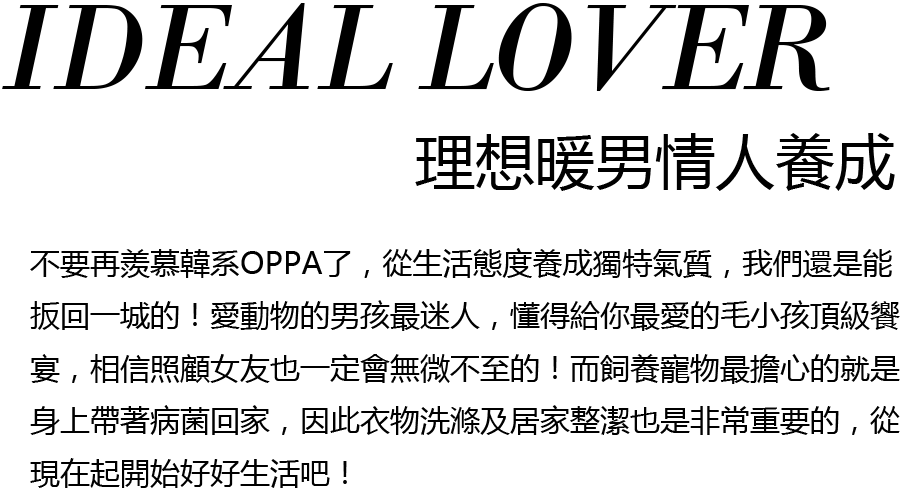 IDEAL LOVER
理想暖男情人養成
不要再羨慕韓系OPPA了，從生活態度養成獨特氣質，我們還是能
扳回一城的！愛動物的男孩最迷人，懂得給你最愛的毛小孩頂級饗
宴，相信照顧女友也一定會無微不至的！而飼養寵物最擔心的就是
身上帶著病菌回家，因此衣物洗滌及居家整潔也是非常重要的，從
現在起開始好好生活吧！